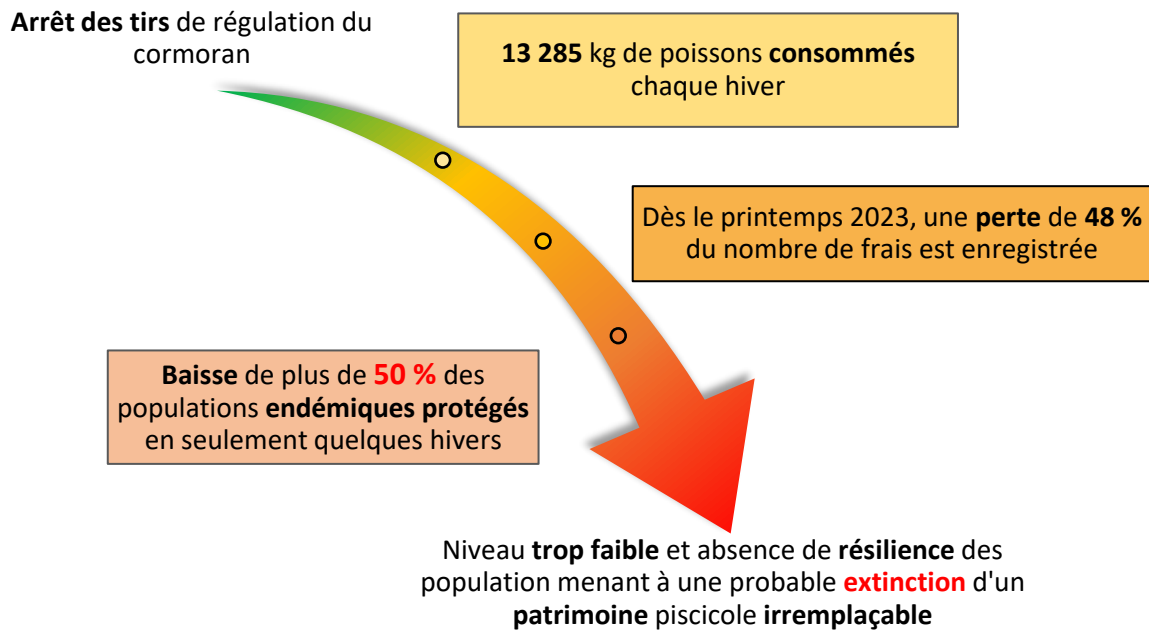 Arrêt des tirs de régulation du
cormoran
13 285 kg de poissons consommés
chaque hiver
Dès le printemps 2023, une perte de 48 %
du nombre de frais est enregistrée
Baisse de plus de 50 % des
populations endémiques protégés
en seulement quelques hivers
Niveau trop faible et absence de résilience des
population menant à une probable extinction d'un
patrimoine piscicole irremplaçable